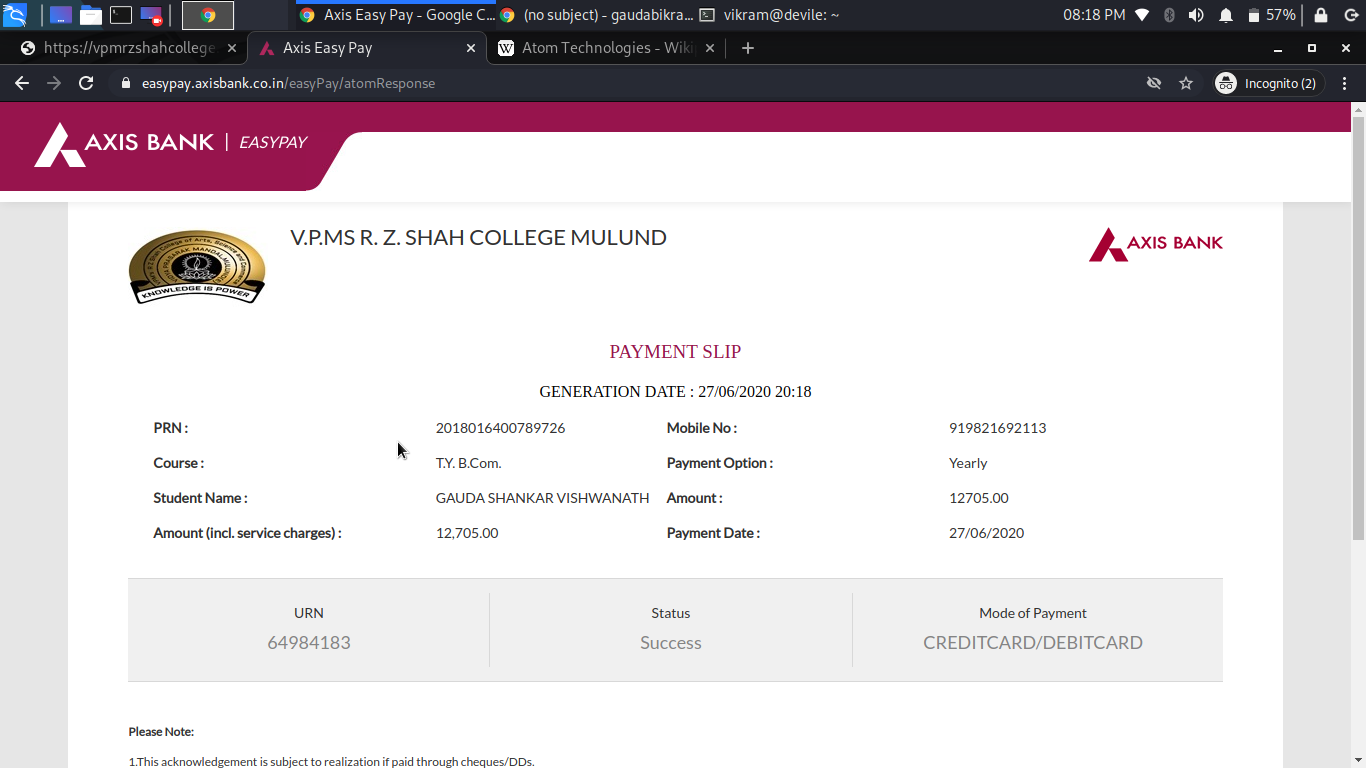 Axis Easy Pay - Google C... (no subject) - gaudabikra... vikram@devile: ~ 08:18 PM 57%
https://vpmrzshahcollege Axis Easy Pay Atom Technologies - Wiki
easypay.axisbank.co.in/easyPay/atomResponse Incognito (2)
AXIS BANK | EASYPAY
V.P.MS R. Z. SHAH COLLEGE MULUND
AXIS BANK
KNOWLEDGE IS POWER
PAYMENT SLIP
GENERATION DATE : 27/06/2020 20:18
PRN : 2018016400789726 Mobile No : 919821692113
Course : T.Y. B.Com. Payment Option : Yearly
Student Name : GAUDA SHANKAR VISHWANATH Amount : 12705.00
Amount (incl. service charges) : 12,705.00 Payment Date : 27/06/2020
URN Status Mode of Payment
64984183 Success CREDITCARD/DEBITCARD
Please Note:
1.This acknowledgement is subject to realization if paid through cheques/DDs.